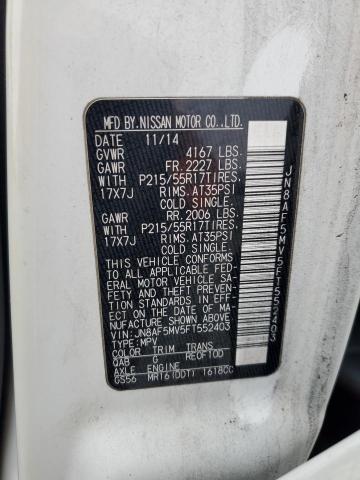 MFD BY. NISSAN MOTOR CO., LTD.
DATE 11/14
GVWR 4167 LBS.
GAWR FR. 2227 LBS.
WITH P215/55R17TIRES,
17X7J RIMS, AT35PSI
COLD SINGLE.
GAWR RR. 2006 LBS.
WITH P215/55R17TIRES,
17X7J RIMS, AT35PSI
COLD SINGLE.
THIS VEHICLE CONFORMS
TO ALL APPLICABLE FED-
ERAL MOTOR VEHICLE SA-
FETY AND THEFT PREVEN-
TION STANDARDS IN EFF-
ECT ON THE DATE OF MA-
NUFACTURE SHOWN ABOVE.
JN8AF5MV5FT552403
TYPE: MPV
COLOR TRIM TRANS
QAB G RE0F10D
AXLE ENGINE
GS56 MR16(DDT) 1618CC
JN8AF5MV5FT552403